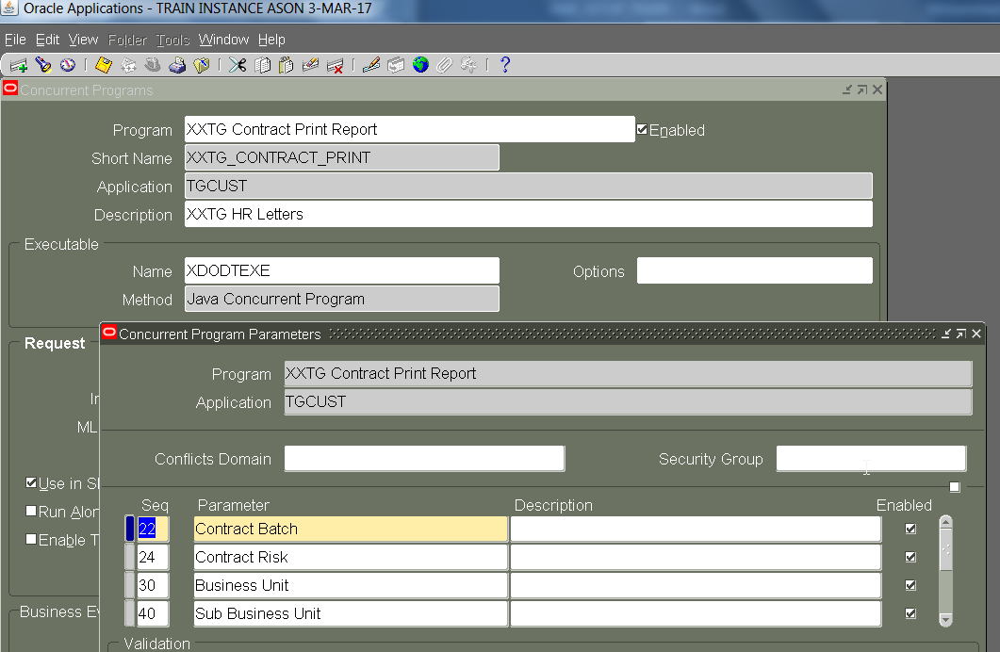 Oracle Applications - TRAIN INSTANCE ASON 3-MAR-17
File Edit View Folder Tools Window Help
Concurrent Programs
Program XXTG Contract Print Report Enabled
Short Name XXTG_CONTRACT_PRINT
Application TGCUST
Description XXTG HR Letters
Executable
Name XDODTEXE Options
Method Java Concurrent Program
Request
Concurrent Program Parameters
Program XXTG Contract Print Report
Application TGCUST
ML
Conflicts Domain Security Group
Use in S
Seq Parameter Description Enabled
Run Alon
22 Contract Batch
Enable T
24 Contract Risk
30 Business Unit
Business Ev
40 Sub Business Unit
Validation